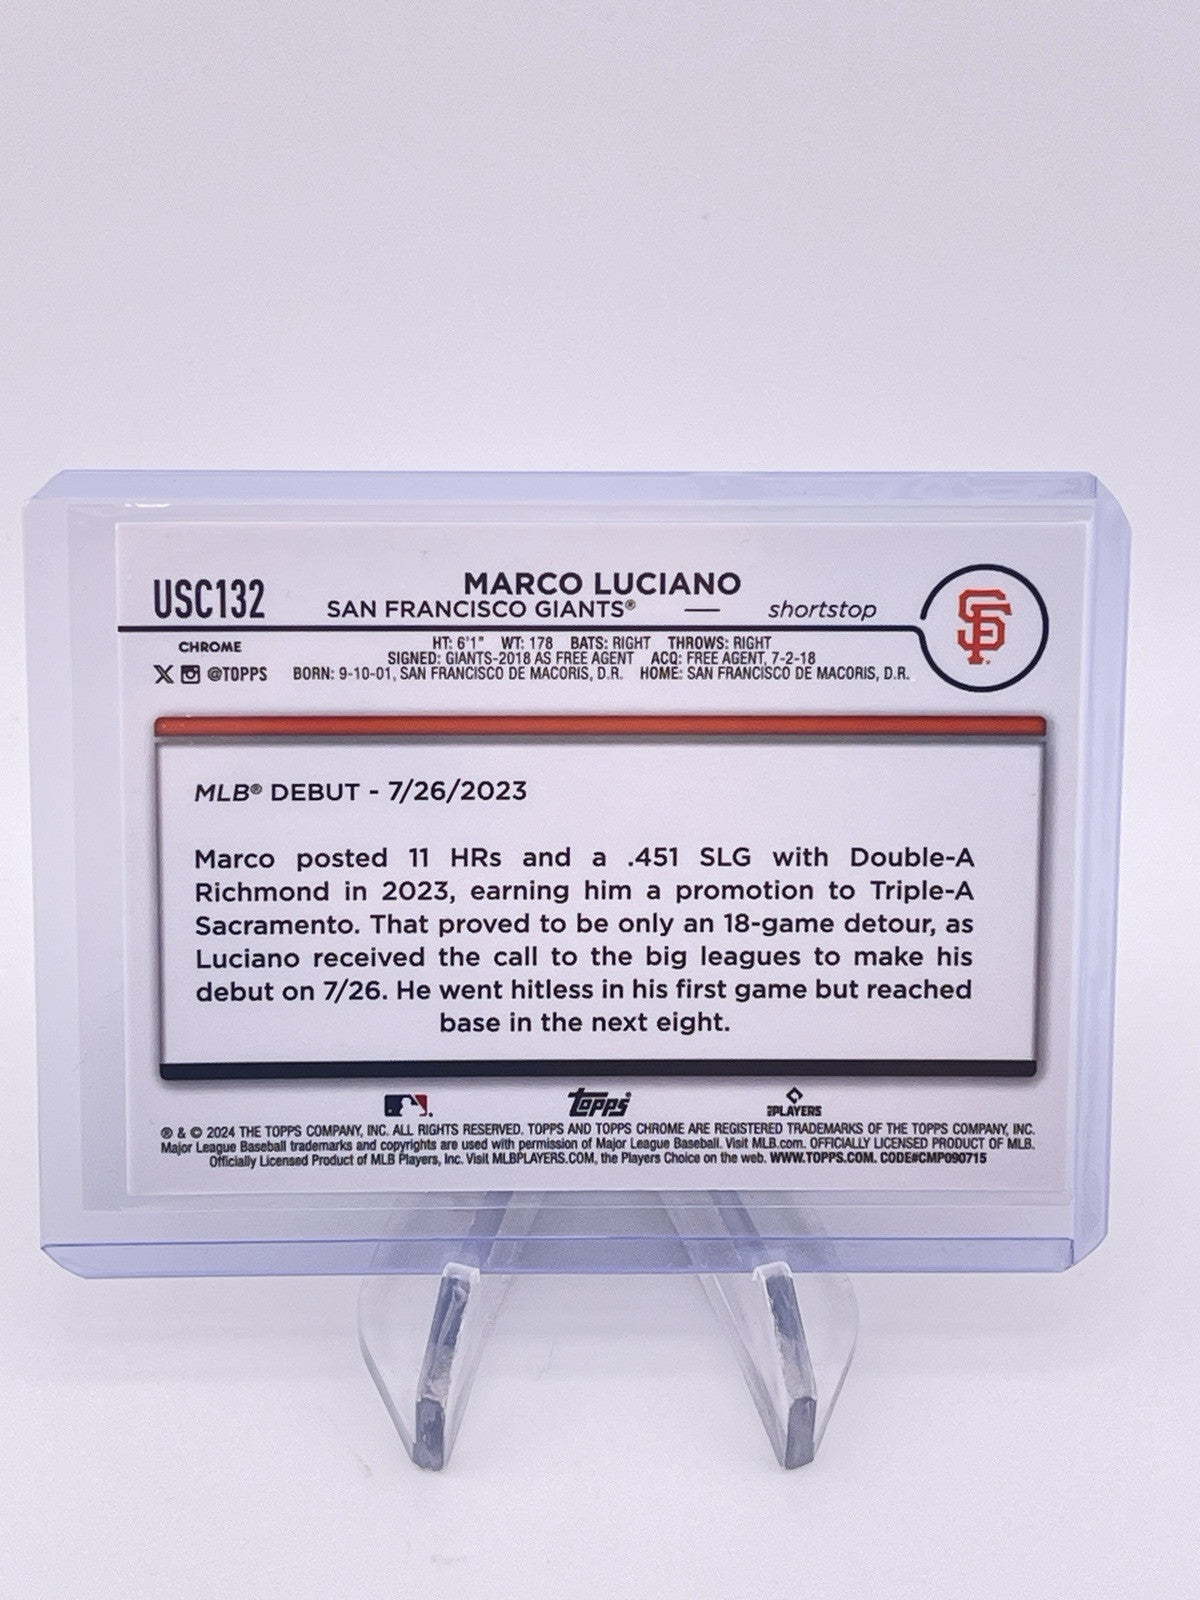 USC132
MARCO LUCIANO
SAN FRANCISCO GIANTS® — shortstop
SF
CHROME
@TOPPS
HT: 6'1" WT: 178 BATS: RIGHT THROWS: RIGHT
SIGNED: GIANTS-2018 AS FREE AGENT ACQ: FREE AGENT, 7-2-18
BORN: 9-10-01, SAN FRANCISCO DE MACORIS, D.R. HOME: SAN FRANCISCO DE MACORIS, D.R.
MLB® DEBUT - 7/26/2023
Marco posted 11 HRs and a .451 SLG with Double-A
Richmond in 2023, earning him a promotion to Triple-A
Sacramento. That proved to be only an 18-game detour, as
Luciano received the call to the big leagues to make his
debut on 7/26. He went hitless in his first game but reached
base in the next eight.
Topps
MLBPLAYERS
® & © 2024 THE TOPPS COMPANY, INC. ALL RIGHTS RESERVED. TOPPS AND TOPPS CHROME ARE REGISTERED TRADEMARKS OF THE TOPPS COMPANY, INC.
Major League Baseball trademarks and copyrights are used with permission of Major League Baseball. Visit MLB.com. OFFICIALLY LICENSED PRODUCT OF MLB.
Officially Licensed Product of MLB Players, Inc. Visit MLBPLAYERS.COM, the Players Choice on the web. WWW.TOPPS.COM. CODE#CMP090715